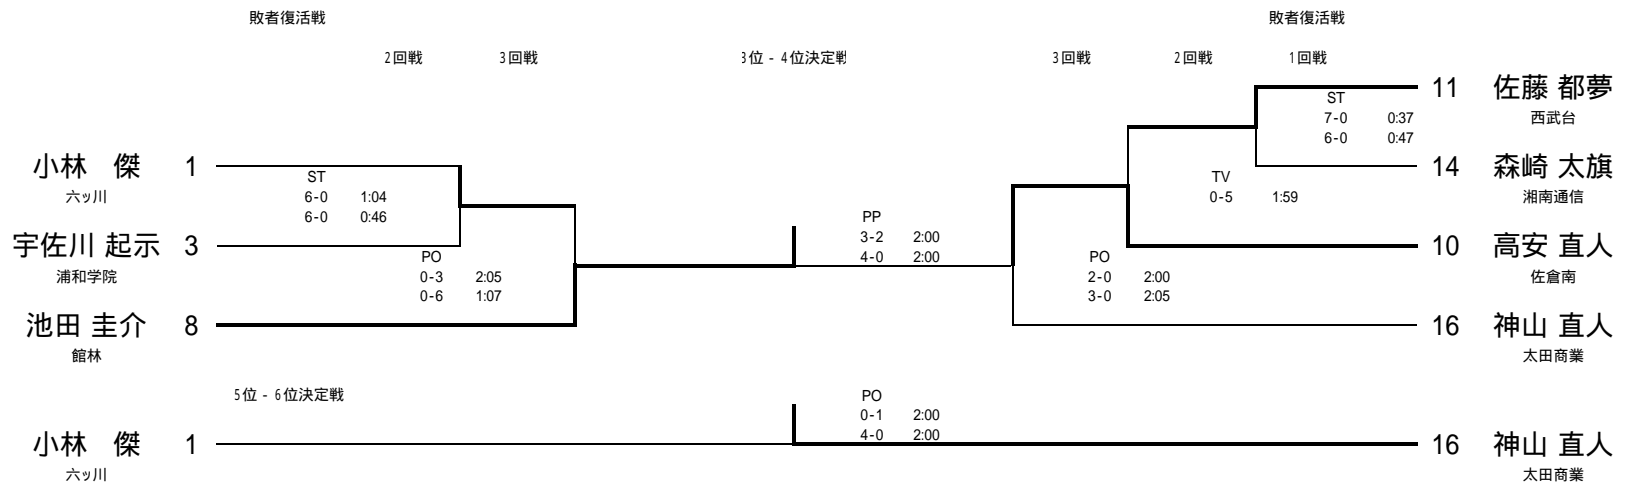 敗者復活戦 敗者復活戦
2回戦 3回戦 3位 - 4位決定戦 3回戦 2回戦 1回戦
11 佐藤 都夢
ST
7-0 0:37
西武台
6-0 0:47
小林 傑 1
14 森崎 太旗
ST
TV
六ッ川
6-0 1:04
0-5 1:59
湘南通信
6-0 0:46
PP
3-2 2:00
宇佐川 起示 3
10 高安 直人
PO
4-0 2:00
PO
浦和学院
0-3 2:05
2-0 2:00
佐倉南
0-6 1:07
3-0 2:05
池田 圭介 8
16 神山 直人
館林
太田商業
5位 - 6位決定戦
PO
0-1 2:00
4-0 2:00
小林 傑 1
16 神山 直人
六ッ川
太田商業